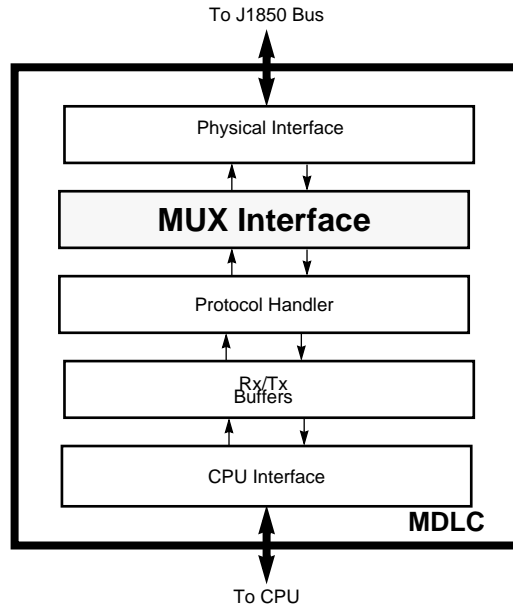 To J1850 Bus
Physical Interface
MUX Interface
Protocol Handler
Rx/Tx
Buffers
CPU Interface
MDLC
To CPU